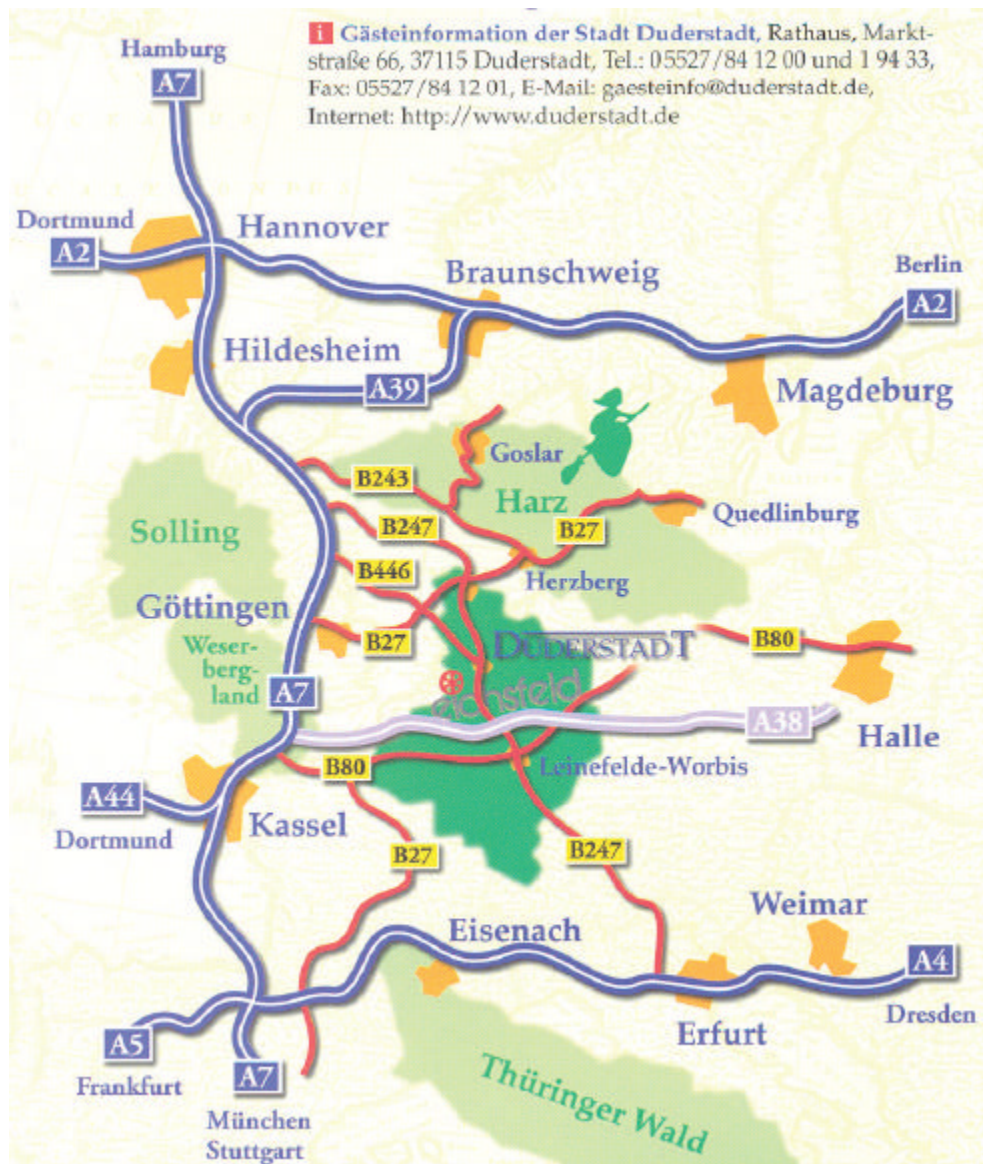 Hamburg
A7
i Gästeinformation der Stadt Duderstadt, Rathaus, Markt-
straße 66, 37115 Duderstadt, Tel.: 05527/84 12 00 und 1 94 33,
Fax: 05527/84 12 01, E-Mail: gaesteinfo@duderstadt.de,
Internet: http://www.duderstadt.de
Dortmund
A2
Hannover
Braunschweig
Berlin
A2
Hildesheim
A39
Magdeburg
Goslar
B243
Harz
Quedlinburg
Solling
B247
B27
B446
Herzberg
Göttingen
B27
DUDERSTADT
B80
Weser-
berg-
land
A7
Eichsfeld
A38
Halle
B80
Leinefelde-Worbis
A44
Dortmund
Kassel
B27
B247
Weimar
Eisenach
A4
Dresden
Erfurt
A5
Frankfurt
A7
München
Stuttgart
Thüringer Wald